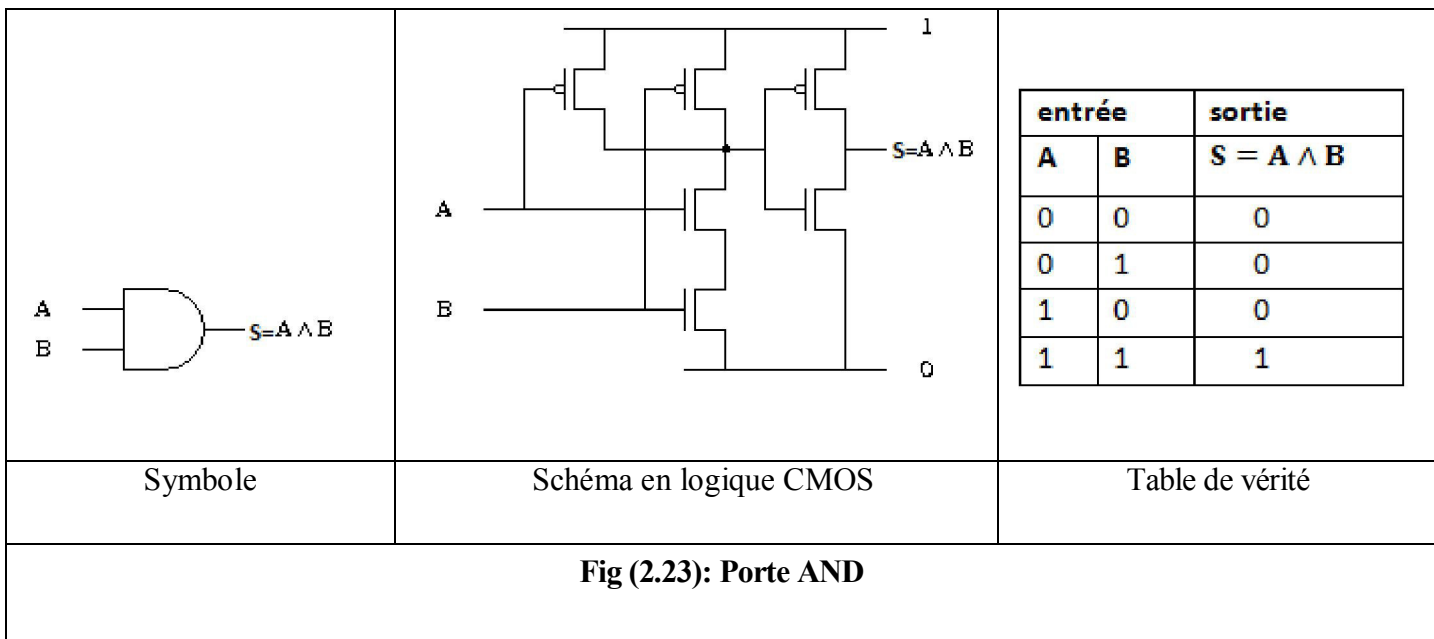 A
B
S=A∧B
1
S=A∧B
A
B
0
entrée sortie
A B S = A ∧ B
0 0 0
0 1 0
1 0 0
1 1 1
Symbole Schéma en logique CMOS Table de vérité
Fig (2.23): Porte AND